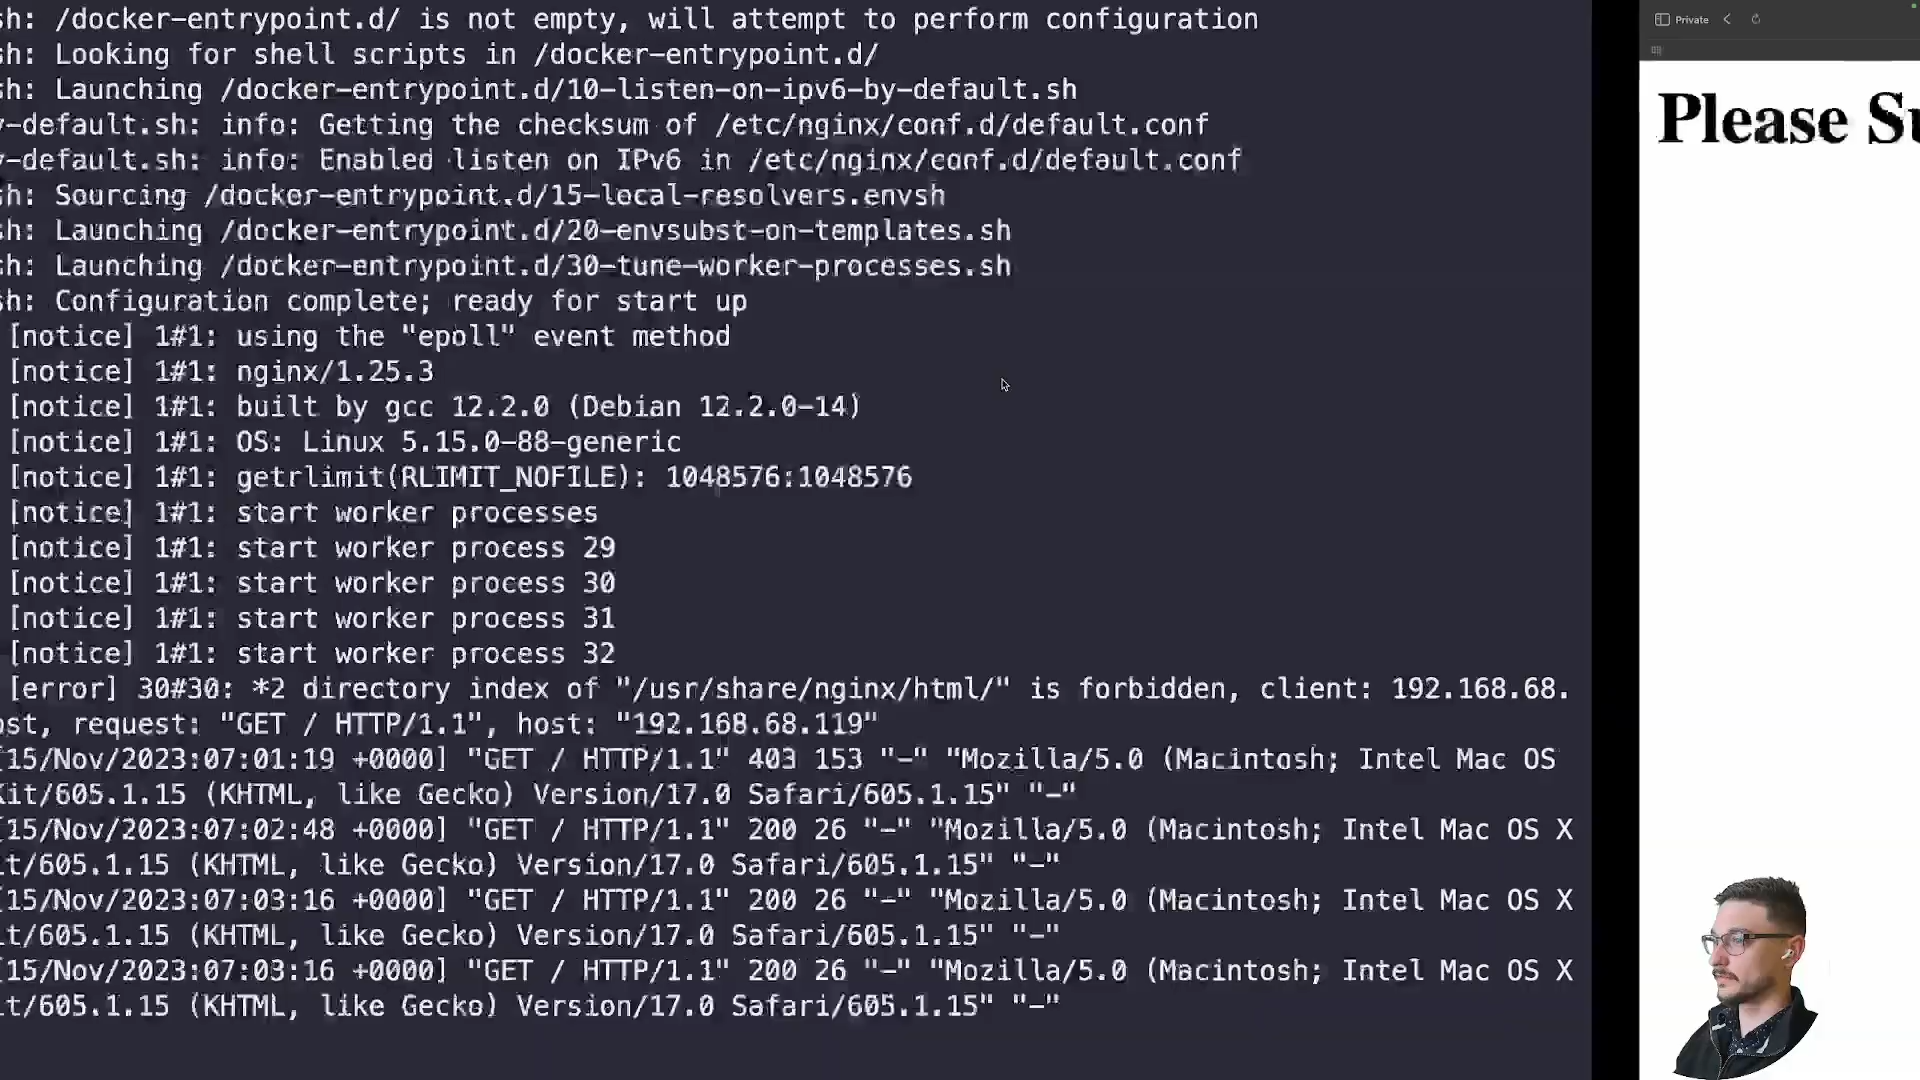 sh: /docker-entrypoint.d/ is not empty, will attempt to perform configuration
sh: Looking for shell scripts in /docker-entrypoint.d/
sh: Launching /docker-entrypoint.d/10-listen-on-ipv6-by-default.sh
y-default.sh: info: Getting the checksum of /etc/nginx/conf.d/default.conf
y-default.sh: info: Enabled listen on IPv6 in /etc/nginx/conf.d/default.conf
sh: Sourcing /docker-entrypoint.d/15-local-resolvers.envsh
sh: Launching /docker-entrypoint.d/20-envsubst-on-templates.sh
sh: Launching /docker-entrypoint.d/30-tune-worker-processes.sh
sh: Configuration complete; ready for start up
[notice] 1#1: using the "epoll" event method
[notice] 1#1: nginx/1.25.3
[notice] 1#1: built by gcc 12.2.0 (Debian 12.2.0-14)
[notice] 1#1: OS: Linux 5.15.0-88-generic
[notice] 1#1: getrlimit(RLIMIT_NOFILE): 1048576:1048576
[notice] 1#1: start worker processes
[notice] 1#1: start worker process 29
[notice] 1#1: start worker process 30
[notice] 1#1: start worker process 31
[notice] 1#1: start worker process 32
[error] 30#30: *2 directory index of "/usr/share/nginx/html/" is forbidden, client: 192.168.68.
ost, request: "GET / HTTP/1.1", host: "192.168.68.119"
[15/Nov/2023:07:01:19 +0000] "GET / HTTP/1.1" 403 153 "-" "Mozilla/5.0 (Macintosh; Intel Mac OS
Kit/605.1.15 (KHTML, like Gecko) Version/17.0 Safari/605.1.15" "-"
[15/Nov/2023:07:02:48 +0000] "GET / HTTP/1.1" 200 26 "-" "Mozilla/5.0 (Macintosh; Intel Mac OS X
it/605.1.15 (KHTML, like Gecko) Version/17.0 Safari/605.1.15" "-"
[15/Nov/2023:07:03:16 +0000] "GET / HTTP/1.1" 200 26 "-" "Mozilla/5.0 (Macintosh; Intel Mac OS X
it/605.1.15 (KHTML, like Gecko) Version/17.0 Safari/605.1.15" "-"
[15/Nov/2023:07:03:16 +0000] "GET / HTTP/1.1" 200 26 "-" "Mozilla/5.0 (Macintosh; Intel Mac OS X
it/605.1.15 (KHTML, like Gecko) Version/17.0 Safari/605.1.15" "-"
Private
Please Su